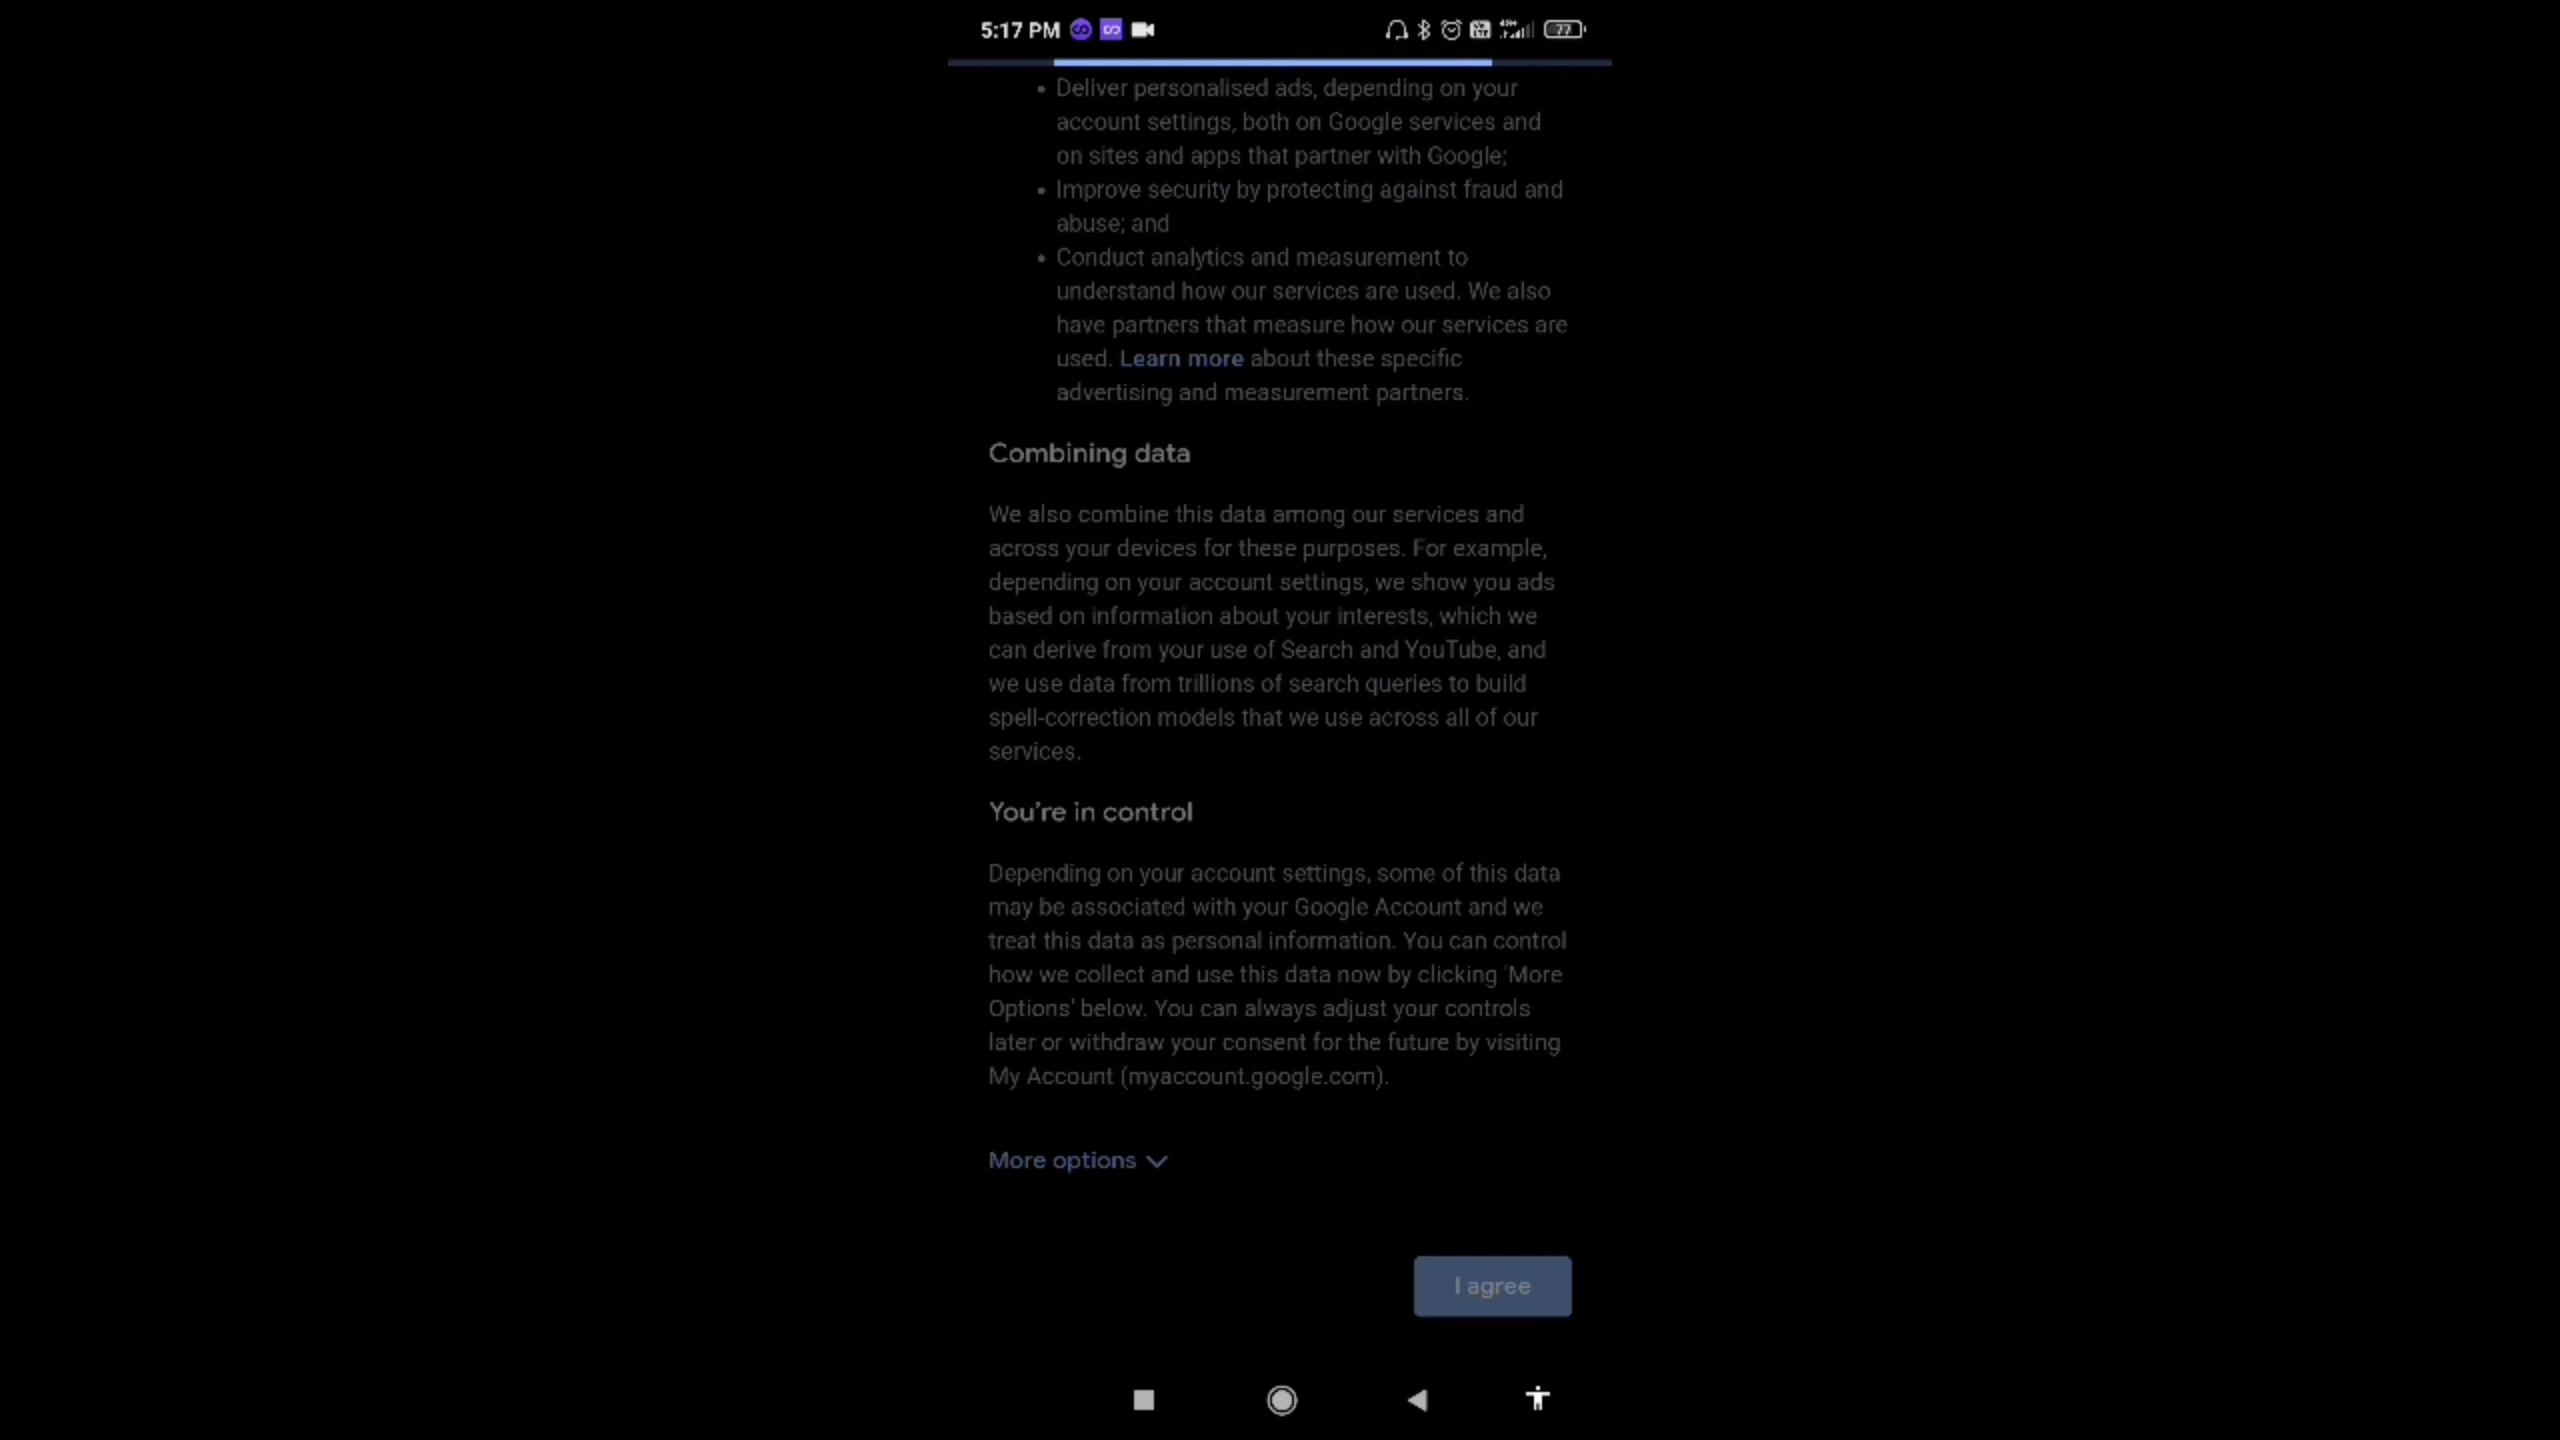 5:17 PM
77
• Deliver personalised ads, depending on your
account settings, both on Google services and
on sites and apps that partner with Google;
• Improve security by protecting against fraud and
abuse; and
• Conduct analytics and measurement to
understand how our services are used. We also
have partners that measure how our services are
used. Learn more about these specific
advertising and measurement partners.
Combining data
We also combine this data among our services and
across your devices for these purposes. For example,
depending on your account settings, we show you ads
based on information about your interests, which we
can derive from your use of Search and YouTube, and
we use data from trillions of search queries to build
spell-correction models that we use across all of our
services.
You're in control
Depending on your account settings, some of this data
may be associated with your Google Account and we
treat this data as personal information. You can control
how we collect and use this data now by clicking 'More
Options' below. You can always adjust your controls
later or withdraw your consent for the future by visiting
My Account (myaccount.google.com).
More options
I agree